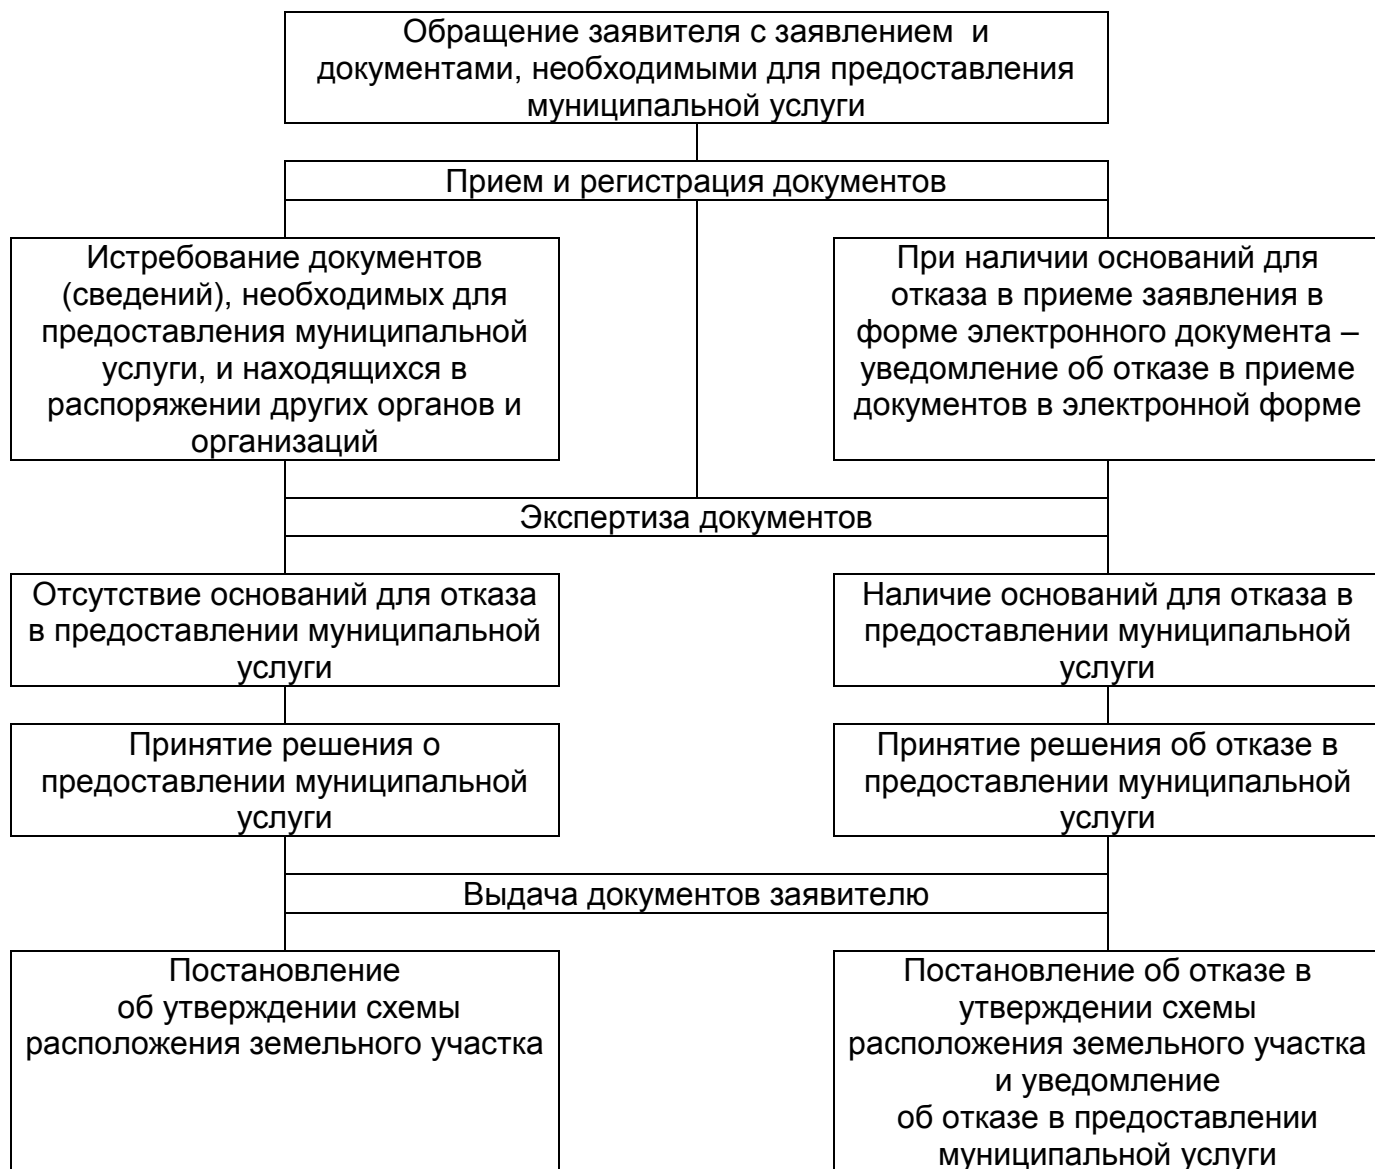 Обращение заявителя с заявлением  и
документами, необходимыми для предоставления
муниципальной услуги
Прием и регистрация документов
Истребование документов
(сведений), необходимых для
предоставления муниципальной
услуги, и находящихся в
распоряжении других органов и
организаций
При наличии оснований для
отказа в приеме заявления в
форме электронного документа –
уведомление об отказе в приеме
документов в электронной форме
Экспертиза документов
Отсутствие оснований для отказа
в предоставлении муниципальной
услуги
Наличие оснований для отказа в
предоставлении муниципальной
услуги
Принятие решения о
предоставлении муниципальной
услуги
Принятие решения об отказе в
предоставлении муниципальной
услуги
Выдача документов заявителю
Постановление
об утверждении схемы
расположения земельного участка
Постановление об отказе в
утверждении схемы
расположения земельного участка
и уведомление
об отказе в предоставлении
муниципальной услуги